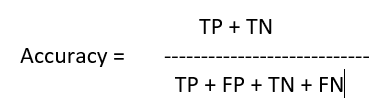 TP + TN
Accuracy = ----------------------------
TP + FP + TN + FN